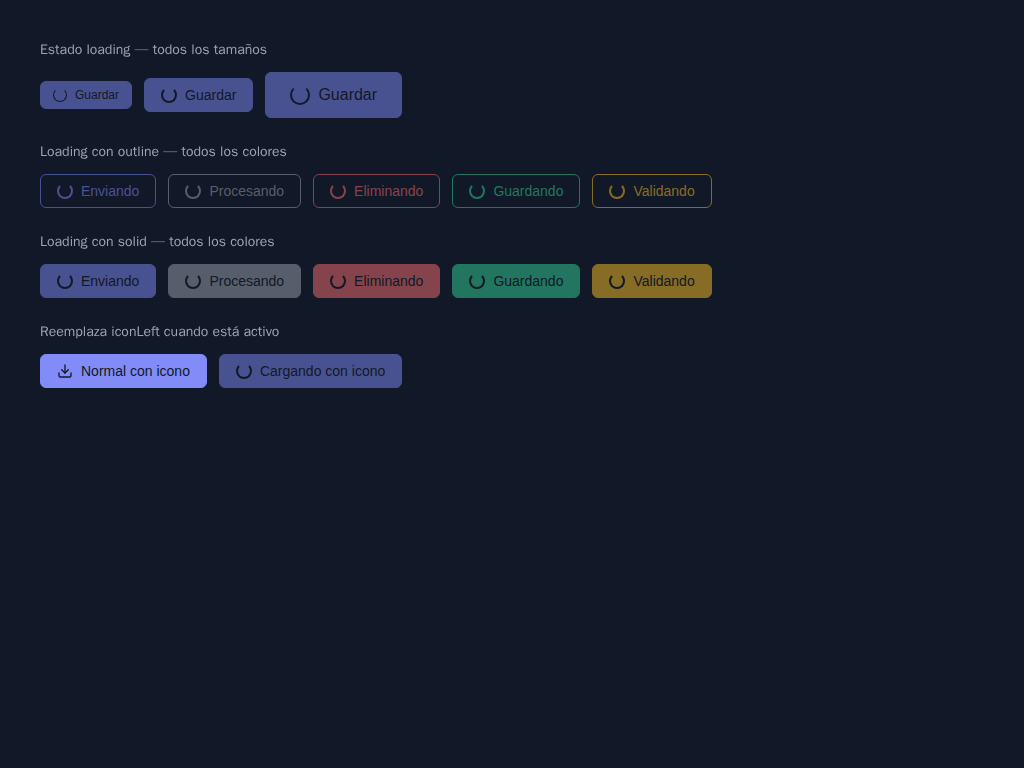 Estado loading — todos los tamaños
Guardar Guardar Guardar
Loading con outline — todos los colores
Enviando Procesando Eliminando Guardando Validando
Loading con solid — todos los colores
Enviando Procesando Eliminando Guardando Validando
Reemplaza iconLeft cuando está activo
Normal con icono Cargando con icono